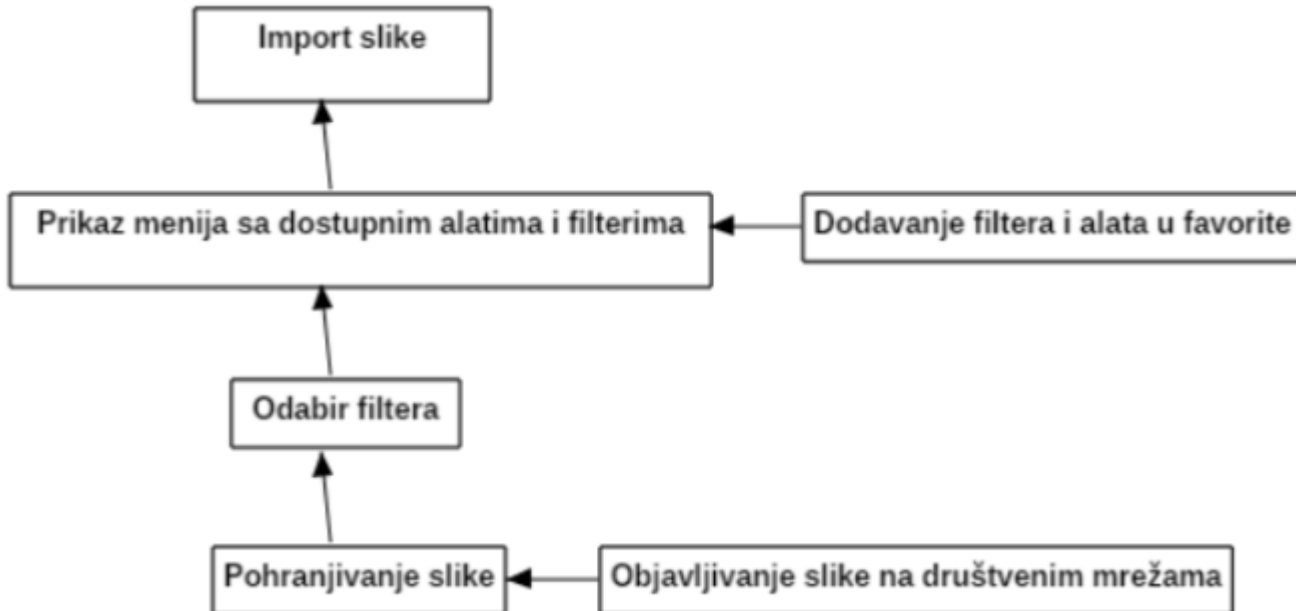 Import slike
Prikaz menija sa dostupnim alatima i filterima
Dodavanje filtera i alata u favorite
Odabir filtera
Pohranjivanje slike
Objavljivanje slike na društvenim mrežama